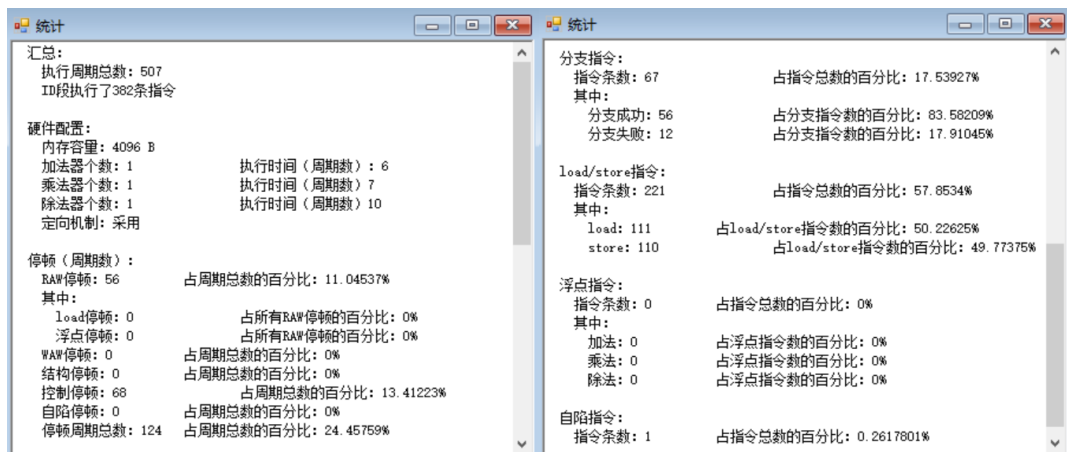 统计
汇总:
执行周期总数: 507
ID段执行了382条指令
硬件配置:
内存容量: 4096 B
加法器个数: 1 执行时间（周期数）: 6
乘法器个数: 1 执行时间（周期数）7
除法器个数: 1 执行时间（周期数）10
定向机制: 采用
停顿（周期数）:
RAW停顿: 56 占周期总数的百分比: 11.04537%
其中:
load停顿: 0 占所有RAW停顿的百分比: 0%
浮点停顿: 0 占所有RAW停顿的百分比: 0%
WAW停顿: 0 占周期总数的百分比: 0%
结构停顿: 0 占周期总数的百分比: 0%
控制停顿: 68 占周期总数的百分比: 13.41223%
自陷停顿: 0 占周期总数的百分比: 0%
停顿周期总数: 124 占周期总数的百分比: 24.45759%
统计
分支指令:
指令条数: 67 占指令总数的百分比: 17.53927%
其中:
分支成功: 56 占分支指令数的百分比: 83.58209%
分支失败: 12 占分支指令数的百分比: 17.91045%
load/store指令:
指令条数: 221 占指令总数的百分比: 57.8534%
其中:
load: 111 占load/store指令数的百分比: 50.22625%
store: 110 占load/store指令数的百分比: 49.77375%
浮点指令:
指令条数: 0 占指令总数的百分比: 0%
其中:
加法: 0 占浮点指令数的百分比: 0%
乘法: 0 占浮点指令数的百分比: 0%
除法: 0 占浮点指令数的百分比: 0%
自陷指令:
指令条数: 1 占指令总数的百分比: 0.2617801%